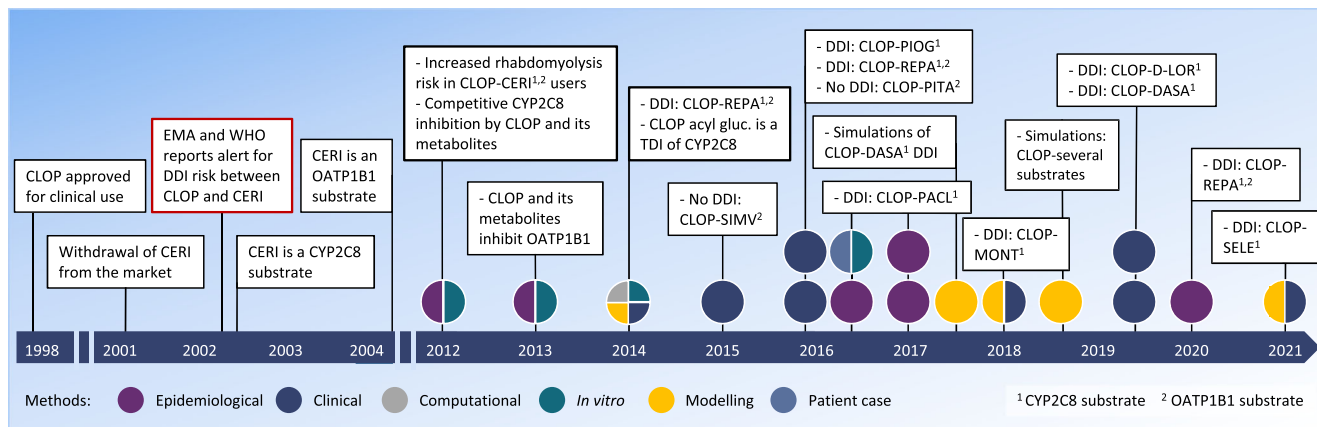 CLOP approved
for clinical use
Withdrawal of CERI
from the market
EMA and WHO
reports alert for
DDI risk between
CLOP and CERI
CERI is a CYP2C8
substrate
CERI is an
OATP1B1
substrate
- Increased rhabdomyolysis
risk in CLOP-CERI¹,² users
- Competitive CYP2C8
inhibition by CLOP and its
metabolites
- CLOP and its
metabolites
inhibit OATP1B1
- DDI: CLOP-REPA¹,²
- CLOP acyl gluc. is a
TDI of CYP2C8
- No DDI:
CLOP-SIMV²
- DDI: CLOP-PIOG¹
- DDI: CLOP-REPA¹,²
- No DDI: CLOP-PITA²
- Simulations of
CLOP-DASA¹ DDI
- DDI: CLOP-PACL¹
- DDI: CLOP-
MONT¹
- Simulations:
CLOP-several
substrates
- DDI: CLOP-D-LOR¹
- DDI: CLOP-DASA¹
- DDI: CLOP-
REPA¹,²
- DDI: CLOP-
SELE¹
1998 2001 2002 2003 2004 2012 2013 2014 2015 2016 2017 2018 2019 2020 2021
Methods: Epidemiological Clinical Computational In vitro Modelling Patient case ¹ CYP2C8 substrate ² OATP1B1 substrate